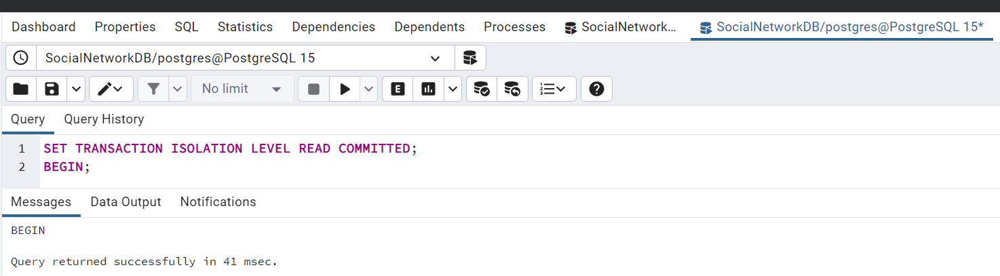 Dashboard Properties SQL Statistics Dependencies Dependents Processes SocialNetwork... SocialNetworkDB/postgres@PostgreSQL 15*
SocialNetworkDB/postgres@PostgreSQL 15
No limit E
Query Query History
1 SET TRANSACTION ISOLATION LEVEL READ COMMITTED;
2 BEGIN;
Messages Data Output Notifications
BEGIN
Query returned successfully in 41 msec.